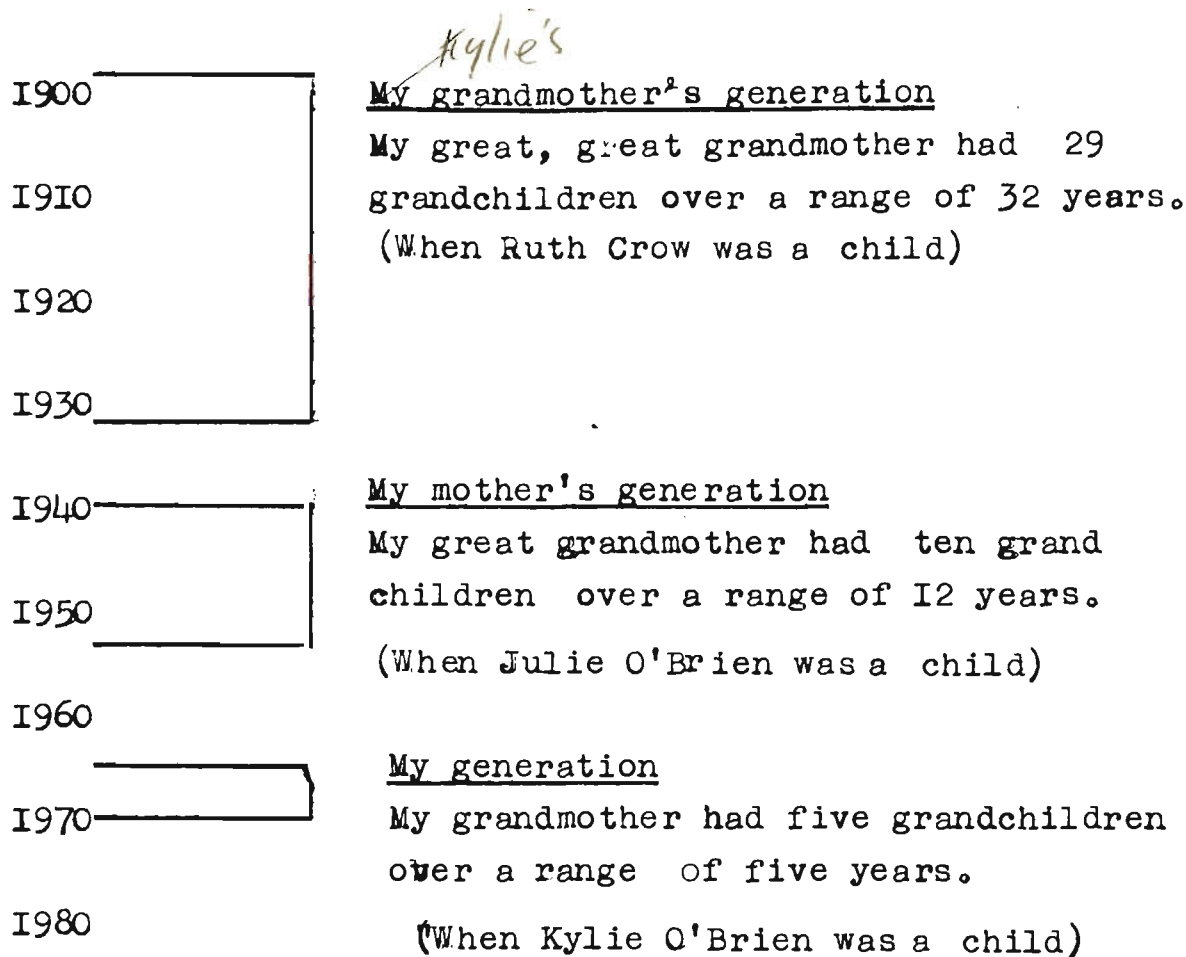 Kylie's
I900
My grandmother's generation
My great, great grandmother had 29
I9I0
grandchildren over a range of 32 years.
(When Ruth Crow was a child)
I920
I930
I940
My mother's generation
My great grandmother had ten grand
I950
children over a range of I2 years.
(When Julie O'Brien was a child)
I960
My generation
I970
My grandmother had five grandchildren
over a range of five years.
I980
(When Kylie O'Brien was a child)